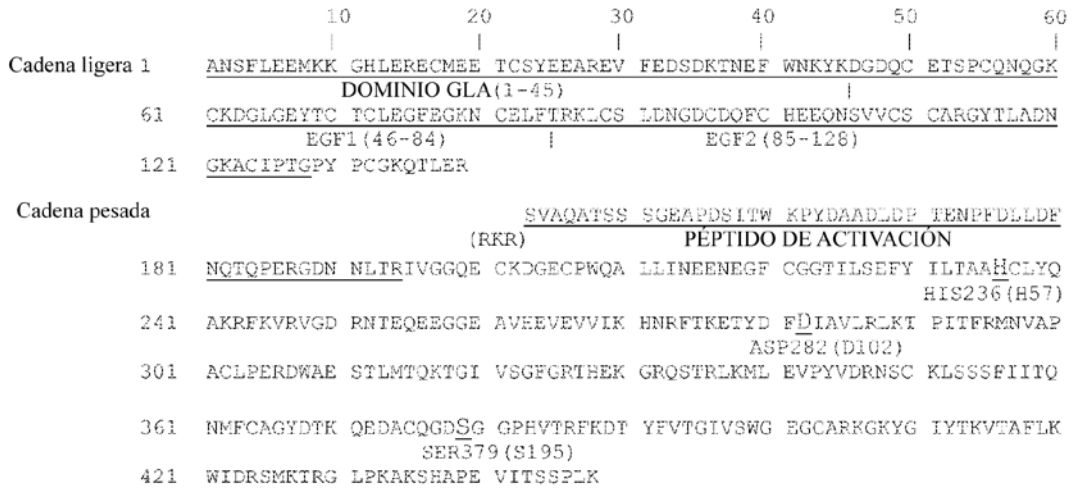 10 20 30 40 50 60
Cadena ligera 1 ANSFLEEMKK GHLERECMEE TCSYEEAREV FEDSDKTNEF WNKYKDGDQC ETSPCQNQGK
DOMINIO GLA (1-45)
61 CKDGLGEYTC TCLEGFEGKN CELFTRKLCS LDNGDCDQFC HEEQNSVVCS CARGYTLADN
EGF1 (46-84) EGF2 (85-128)
121 GKACIPTGPY PCGKQTLER
Cadena pesada SVAQATSS SGEAPDSITW KPYDAADLDP TENPFDLLDF
(RKR) PÉPTIDO DE ACTIVACIÓN
181 NQTQPERGDN NLTRIVGGQE CKDGECPWQA LLINEENEGF CGGTILSEFY ILTAAHCLYQ
HIS236 (H57)
241 AKRFKVRVGD RNTEQEEGGE AVHEVEVVIK HNRFTKETYD FDIAVLRLKT PITFRMNVAP
ASP282 (D102)
301 ACLPERDWAE STLMTQKTGI VSGFGRTHEK GRQSTRLKML EVPYVDRNSC KLSSSFIITQ
361 NMFCAGYDTK QEDACQGDSG GPHVTRFKDT YFVTGIVSWG EGCARKGKYG IYTKVTAFLK
SER379 (S195)
421 WIDRSMKTRG LPKAKSHAPE VITSSPLK